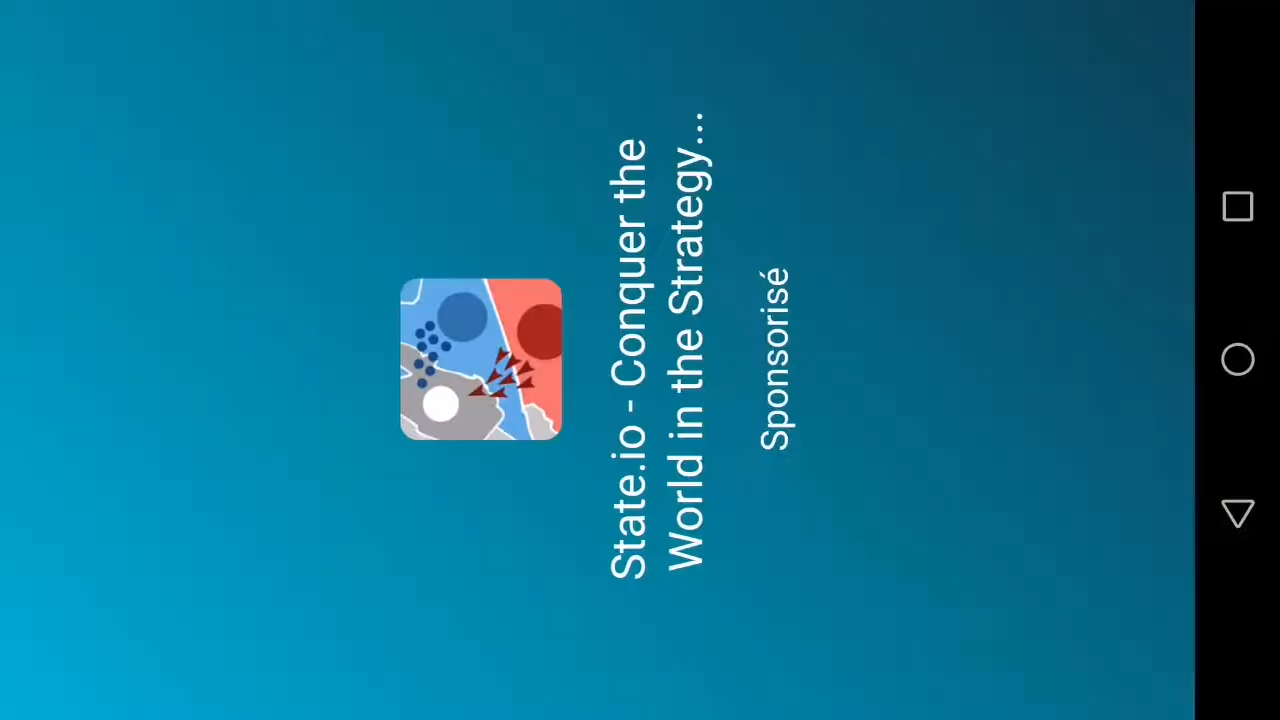 State.io - Conquer the
World in the Strategy...
Sponsorisé